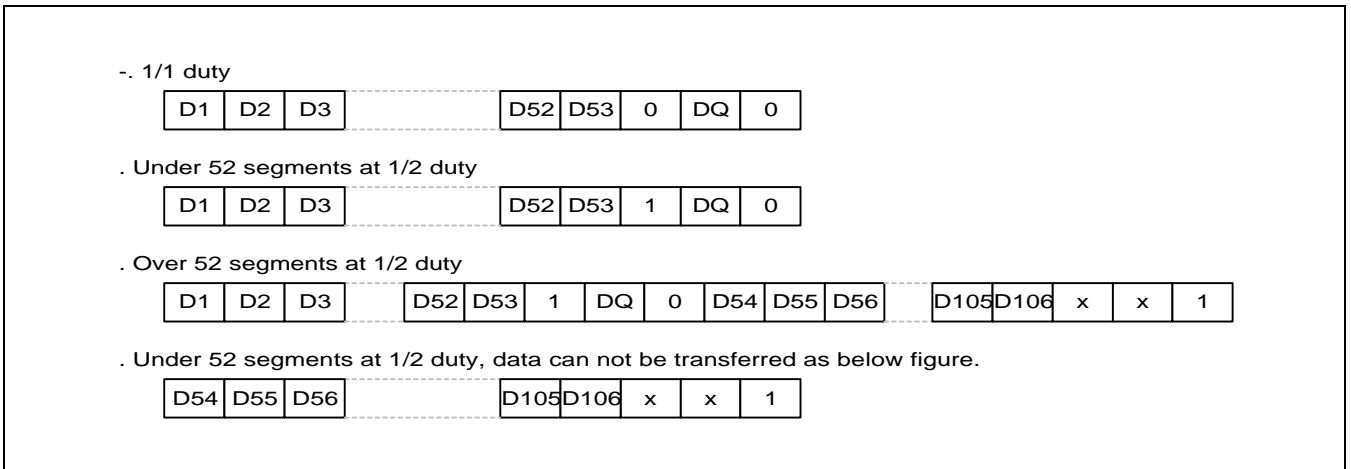 -. 1/1 duty
D1 D2 D3 D52 D53 0 DQ 0
. Under 52 segments at 1/2 duty
D1 D2 D3 D52 D53 1 DQ 0
. Over 52 segments at 1/2 duty
D1 D2 D3 D52 D53 1 DQ 0 D54 D55 D56 D105 D106 x x 1
. Under 52 segments at 1/2 duty, data can not be transferred as below figure.
D54 D55 D56 D105 D106 x x 1